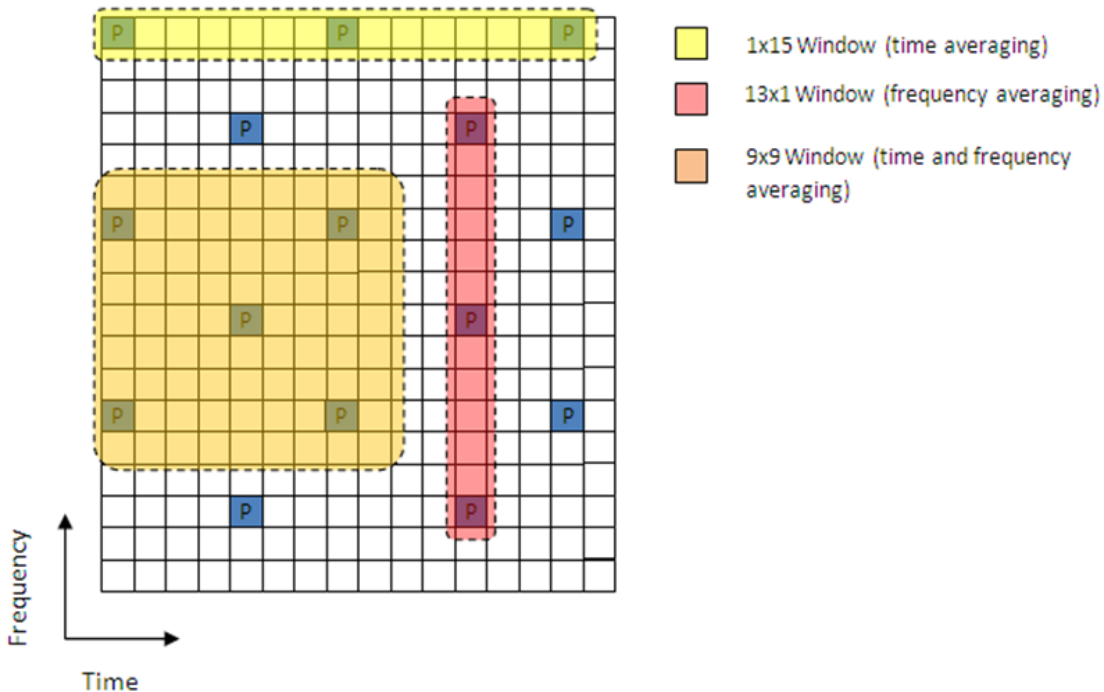 P P P
P P
P P P
P P
P P P
P P
1x15 Window (time averaging)
13x1 Window (frequency averaging)
9x9 Window (time and frequency
averaging)
Frequency
Time